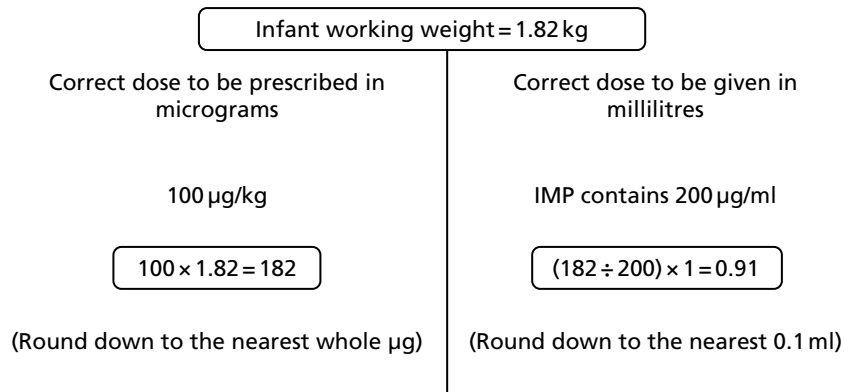 Infant working weight = 1.82 kg
Correct dose to be prescribed in
micrograms
100 µg/kg
100 × 1.82 = 182
(Round down to the nearest whole µg)
Correct dose to be given in
millilitres
IMP contains 200 µg/ml
(182 ÷ 200) × 1 = 0.91
(Round down to the nearest 0.1 ml)